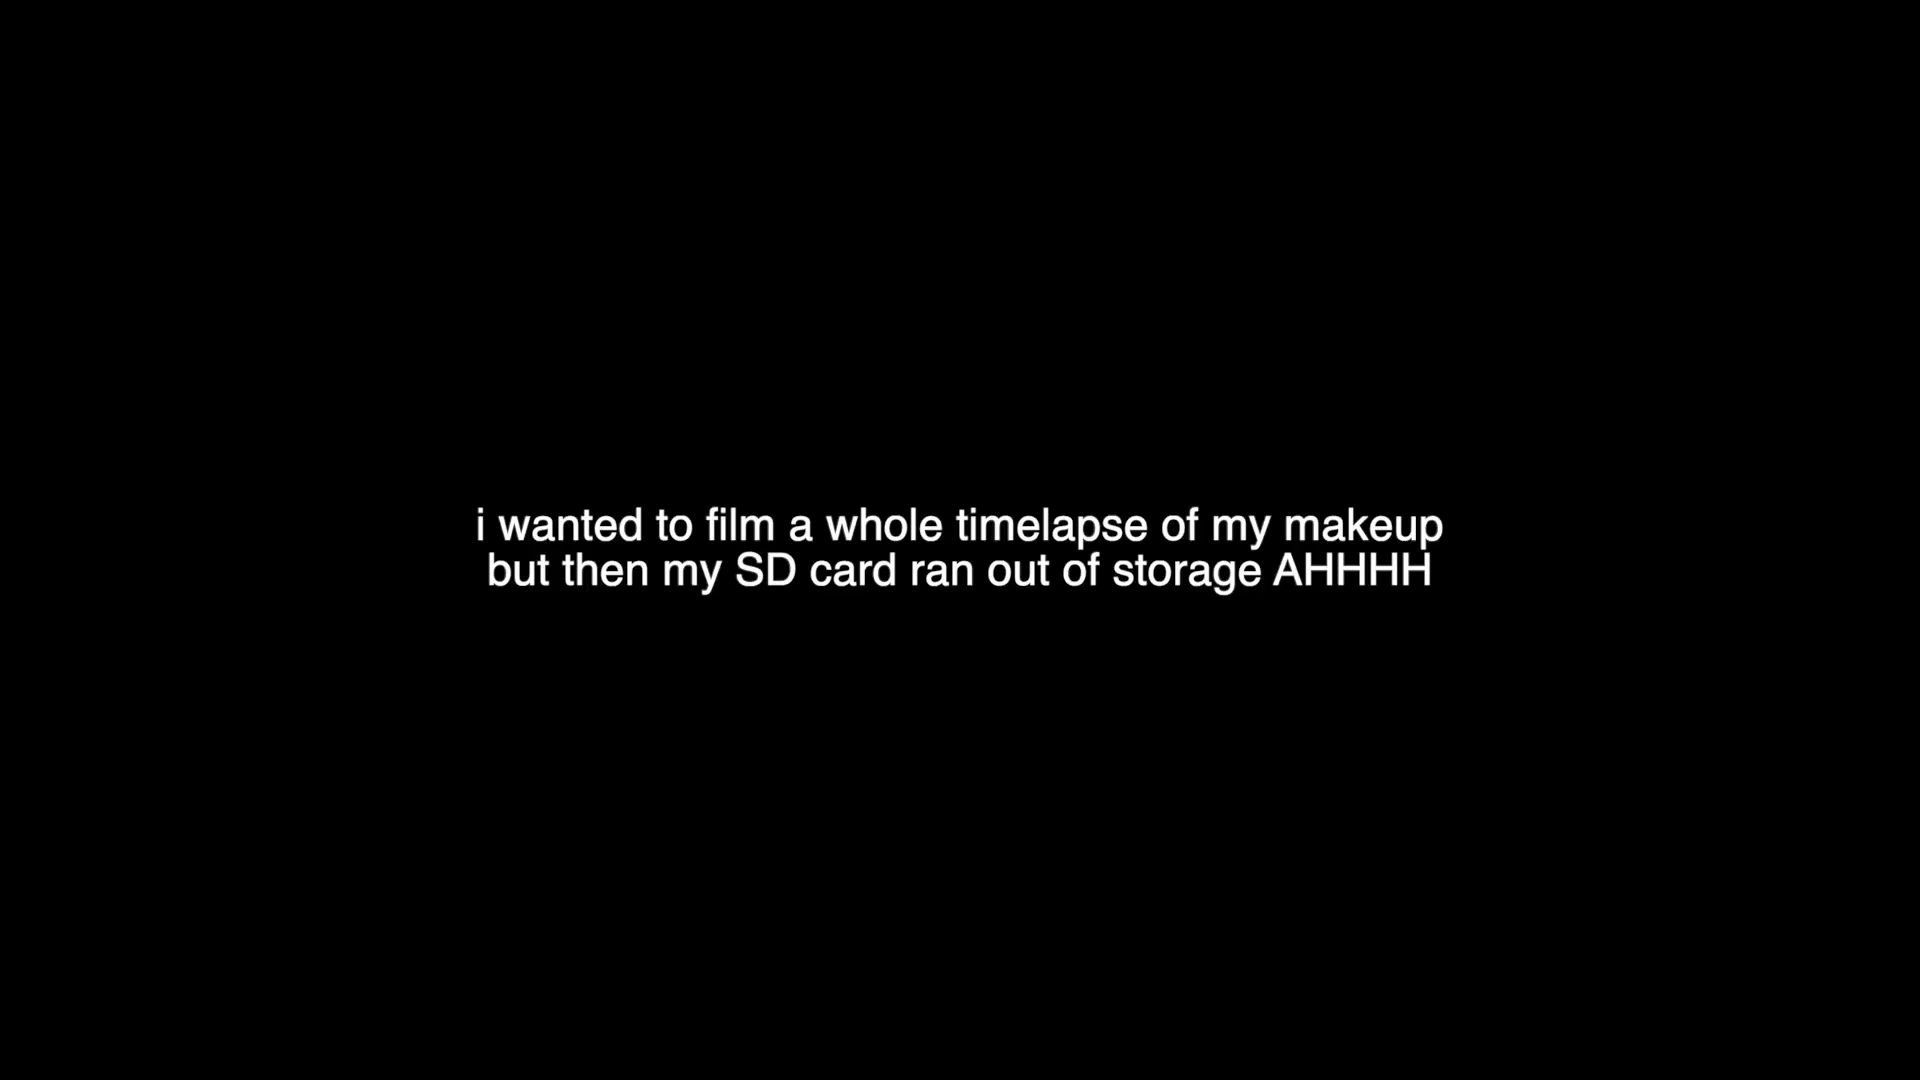 i wanted to film a whole timelapse of my makeup
but then my SD card ran out of storage AHHHH